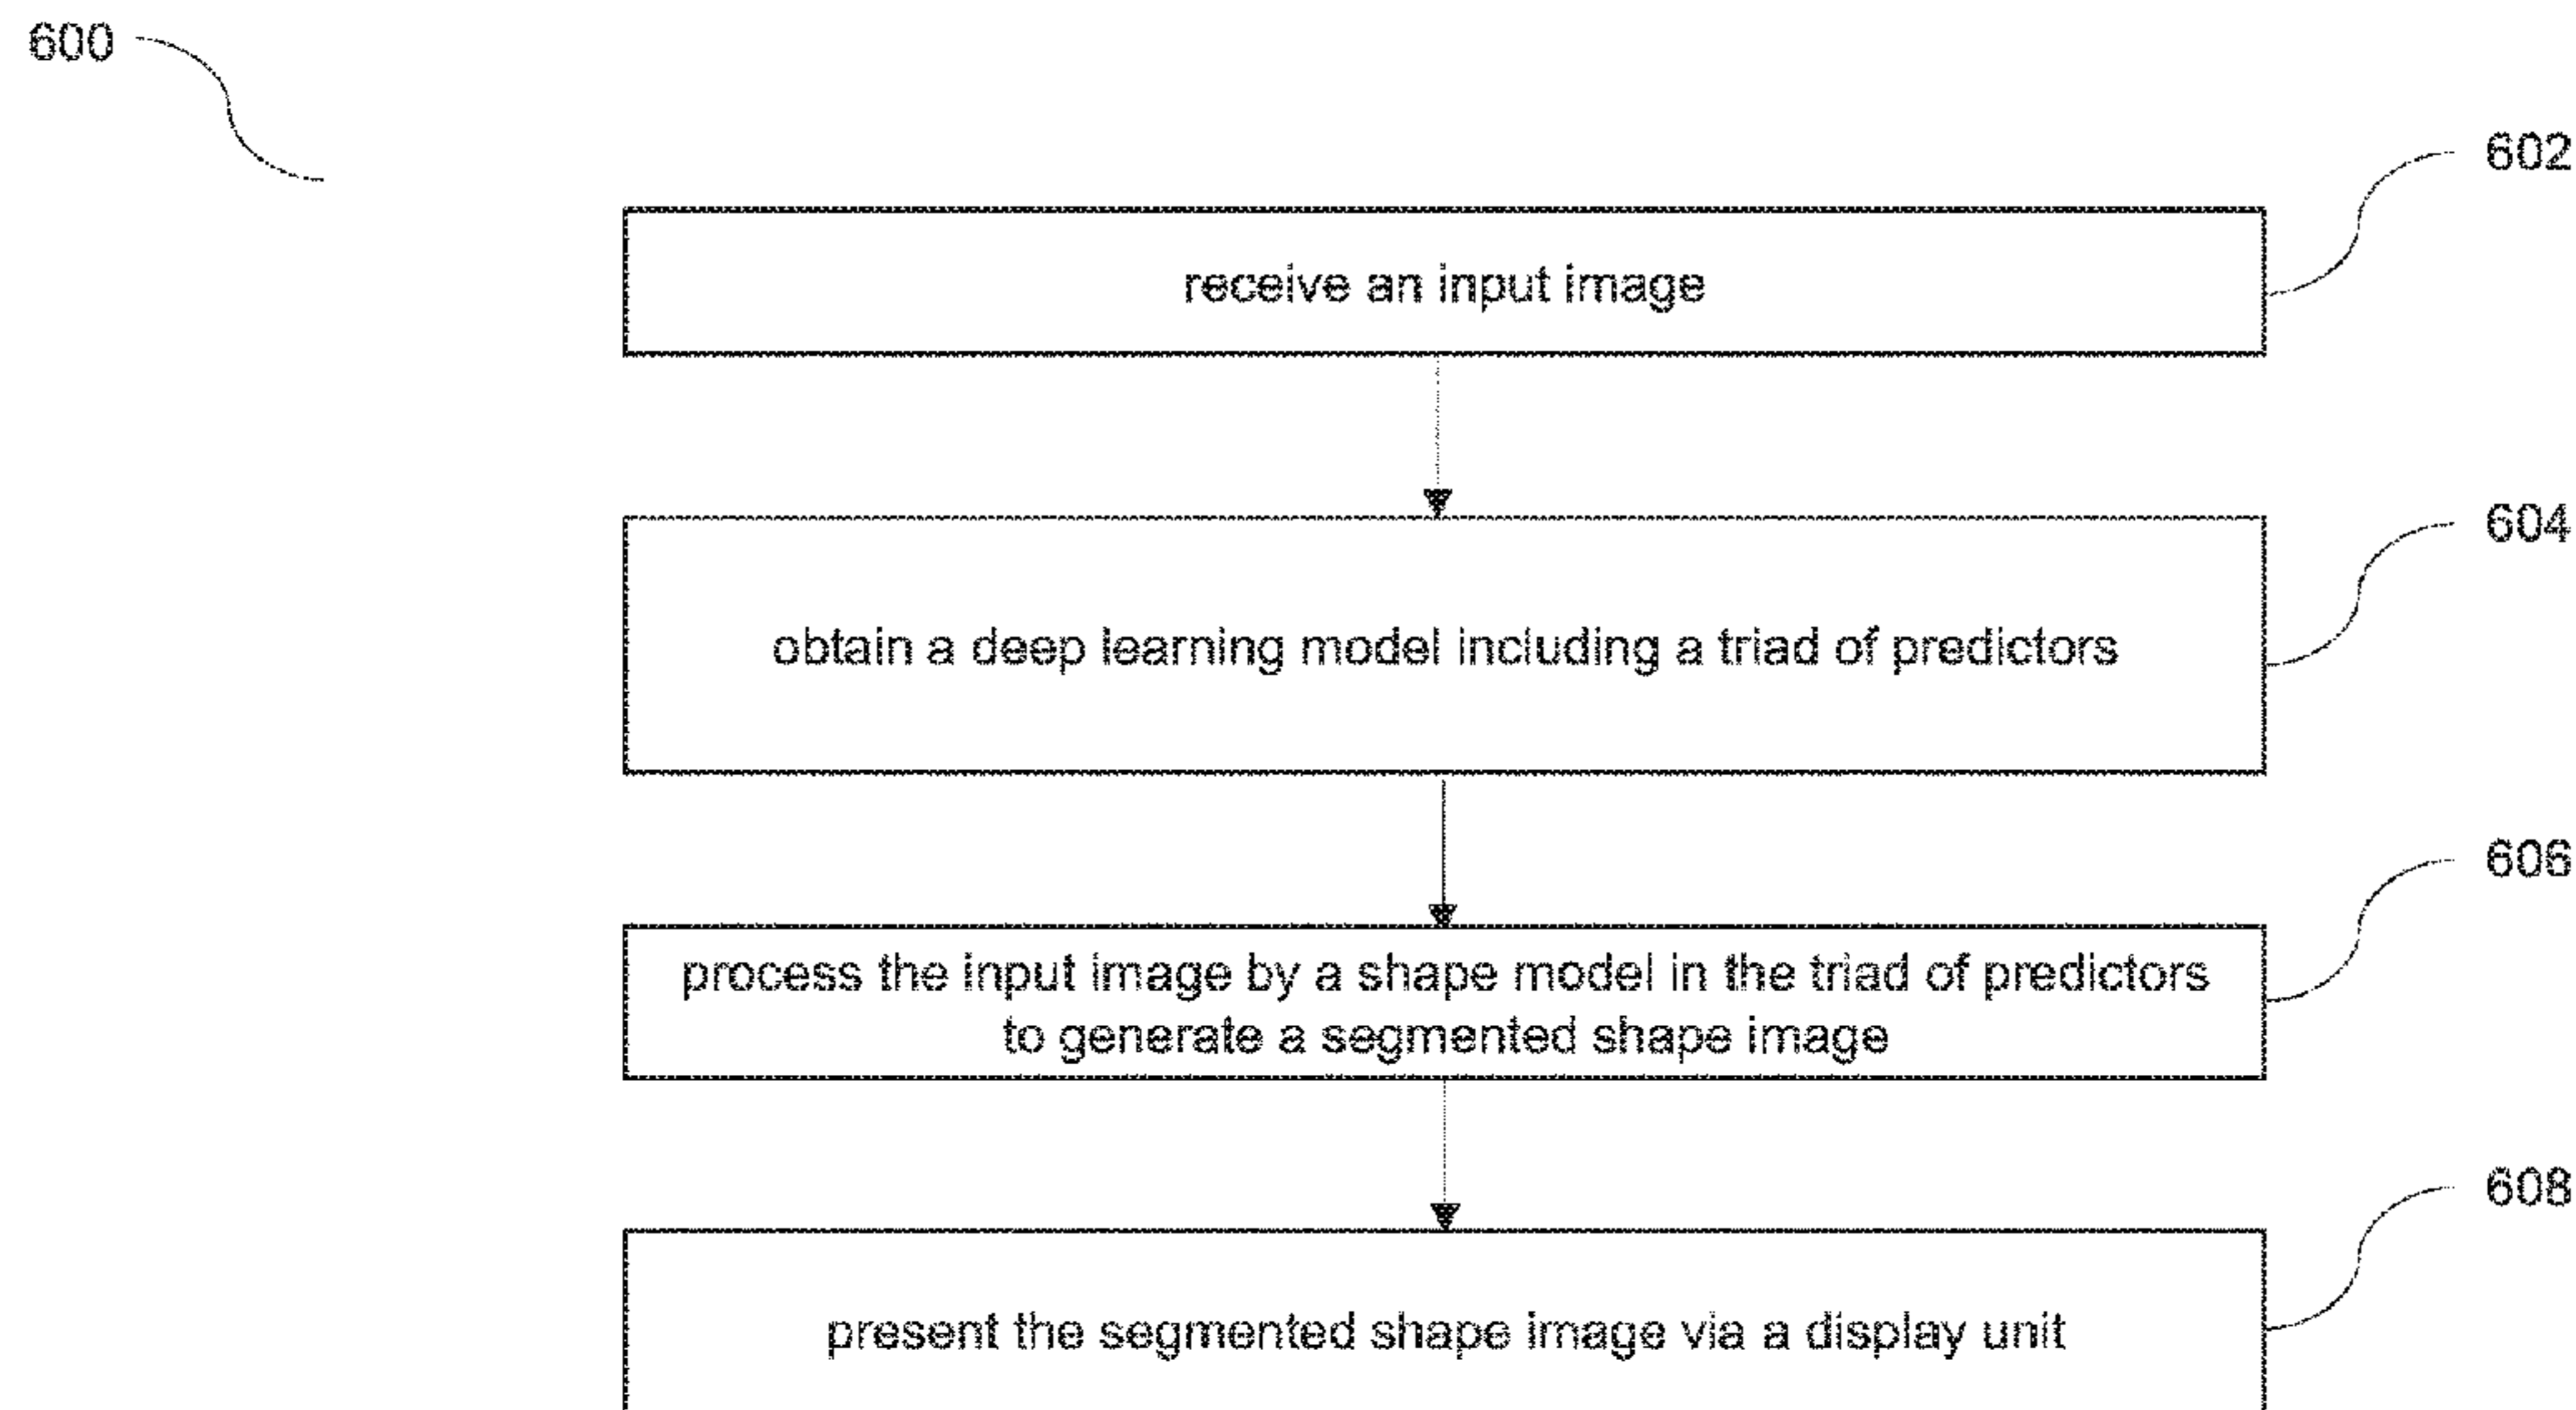 600
602
receive an input image
604
obtain a deep learning model including a triad of predictors
606
process the input image by a shape model in the triad of predictors
to generate a segmented shape image
608
present the segmented shape image via a display unit